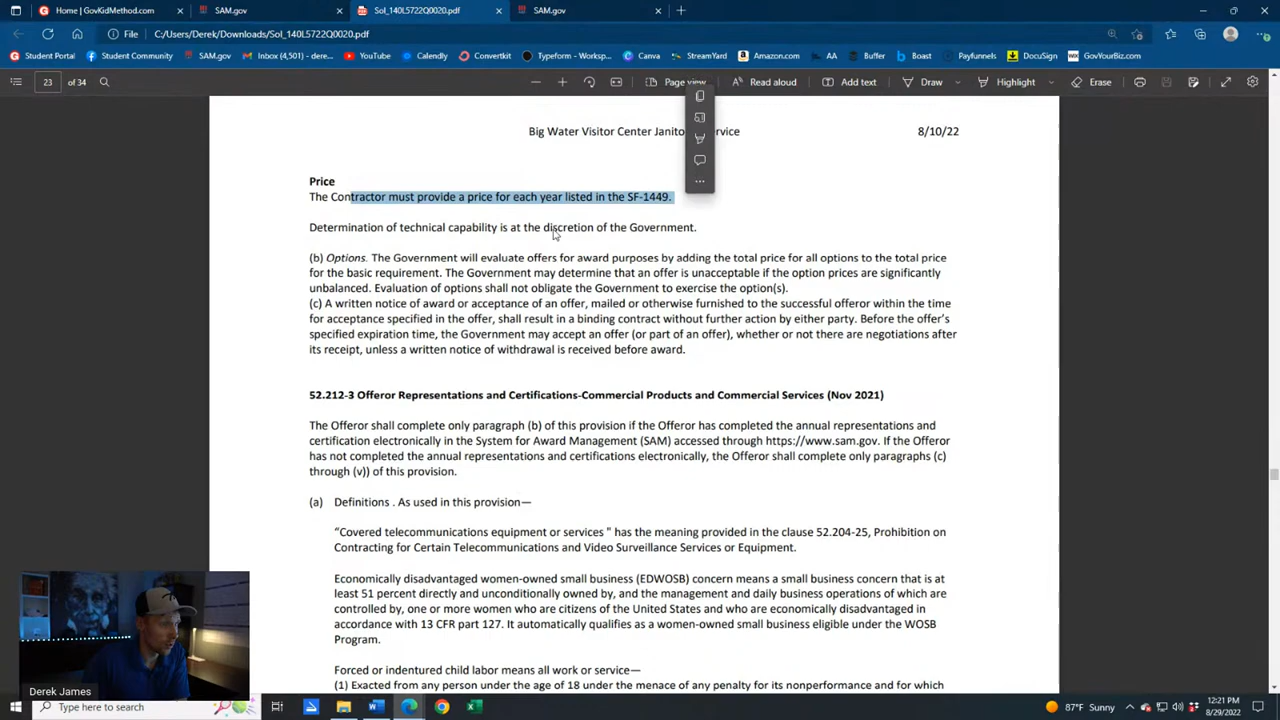 Home | GovKidMethod.com
SAM.gov
Sol_140L5722Q0020.pdf
SAM.gov
File
C:/Users/Derek/Downloads/Sol_140L5722Q0020.pdf
Student Portal
Student Community
SAM.gov
Inbox (4,501) - dere...
YouTube
Calendly
Convertkit
Typeform - Worksp...
Canva
StreamYard
Amazon.com
AA
Buffer
Boast
Payfunnels
DocuSign
GovYourBiz.com
23 of 34
Page view
Read aloud
Add text
Draw
Highlight
Erase
Big Water Visitor Center Janito ervice
8/10/22
Price
The Contractor must provide a price for each year listed in the SF-1449.
Determination of technical capability is at the discretion of the Government.
(b) Options. The Government will evaluate offers for award purposes by adding the total price for all options to the total price
for the basic requirement. The Government may determine that an offer is unacceptable if the option prices are significantly
unbalanced. Evaluation of options shall not obligate the Government to exercise the option(s).
(c) A written notice of award or acceptance of an offer, mailed or otherwise furnished to the successful offeror within the time
for acceptance specified in the offer, shall result in a binding contract without further action by either party. Before the offer's
specified expiration time, the Government may accept an offer (or part of an offer), whether or not there are negotiations after
its receipt, unless a written notice of withdrawal is received before award.
52.212-3 Offeror Representations and Certifications-Commercial Products and Commercial Services (Nov 2021)
The Offeror shall complete only paragraph (b) of this provision if the Offeror has completed the annual representations and
certification electronically in the System for Award Management (SAM) accessed through https://www.sam.gov. If the Offeror
has not completed the annual representations and certifications electronically, the Offeror shall complete only paragraphs (c)
through (v)) of this provision.
(a) Definitions . As used in this provision—
"Covered telecommunications equipment or services " has the meaning provided in the clause 52.204-25, Prohibition on
Contracting for Certain Telecommunications and Video Surveillance Services or Equipment.
Economically disadvantaged women-owned small business (EDWOSB) concern means a small business concern that is at
least 51 percent directly and unconditionally owned by, and the management and daily business operations of which are
controlled by, one or more women who are citizens of the United States and who are economically disadvantaged in
accordance with 13 CFR part 127. It automatically qualifies as a women-owned small business eligible under the WOSB
Program.
Forced or indentured child labor means all work or service—
(1) Exacted from any person under the age of 18 under the menace of any penalty for its nonperformance and for which
Derek James
Type here to search
87°F Sunny
12:21 PM
8/29/2022